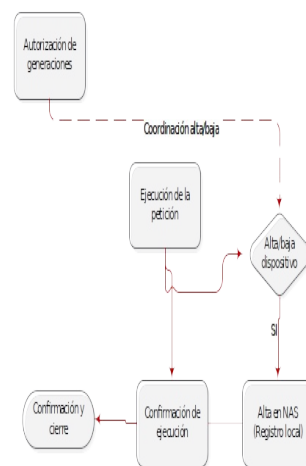 Autorización de
generaciones
Coordinación alta/baja
Ejecución de la
petición
Alta/baja
dispositivo
SI
Confirmación y
cierre
Confirmación de
ejecución
Alta en NAS
(Registro local)